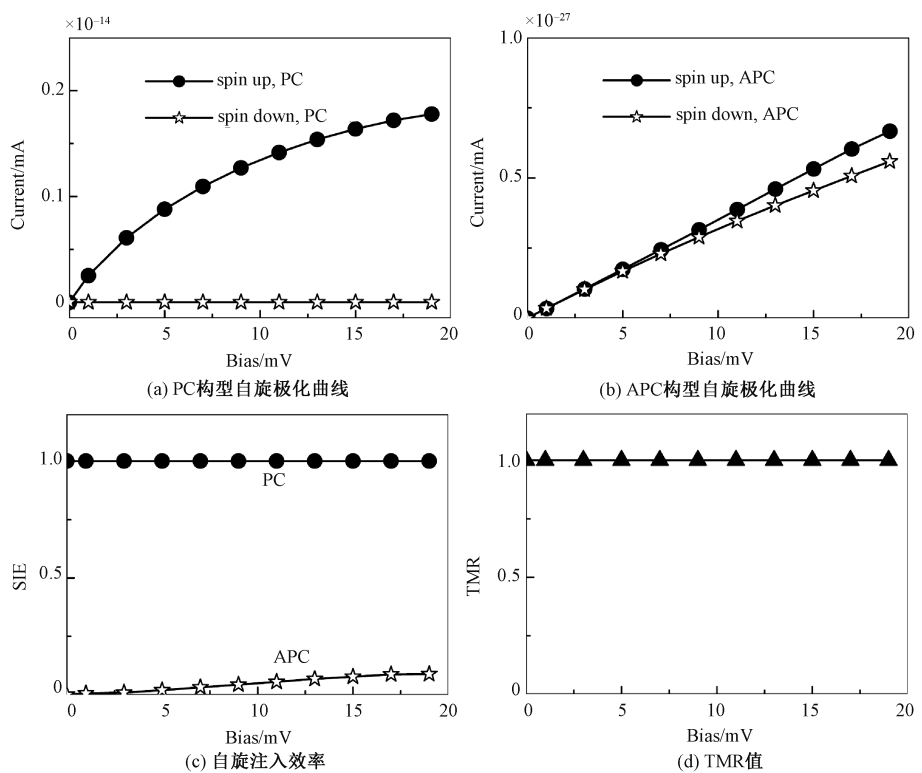 ×10⁻¹⁴
0.2
0.1
0
Current/mA
spin up, PC
spin down, PC
0 5 10 15 20
Bias/mV
(a) PC构型自旋极化曲线
×10⁻²⁷
1.0
0.5
0
Current/mA
spin up, APC
spin down, APC
0 5 10 15 20
Bias/mV
(b) APC构型自旋极化曲线
1.0
0.5
0
SIE
PC
APC
0 5 10 15 20
Bias/mV
(c) 自旋注入效率
1.0
0.5
0
TMR
0 5 10 15 20
Bias/mV
(d) TMR值